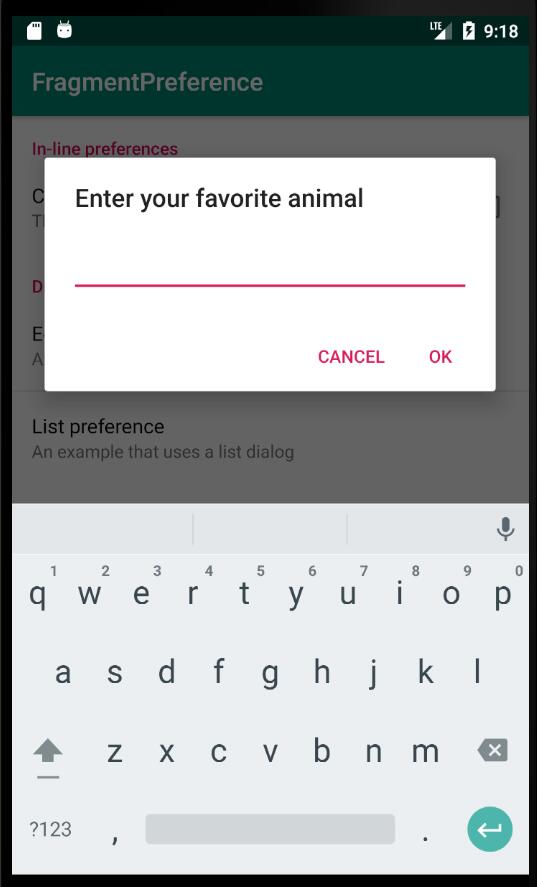 LTE 9:18
FragmentPreference
In-line preferences
C
Enter your favorite animal
D
E
CANCEL OK
A
List preference
An example that uses a list dialog
1 2 3 4 5 6 7 8 9 0
q w e r t y u i o p
a s d f g h j k l
z x c v b n m
?123 , .